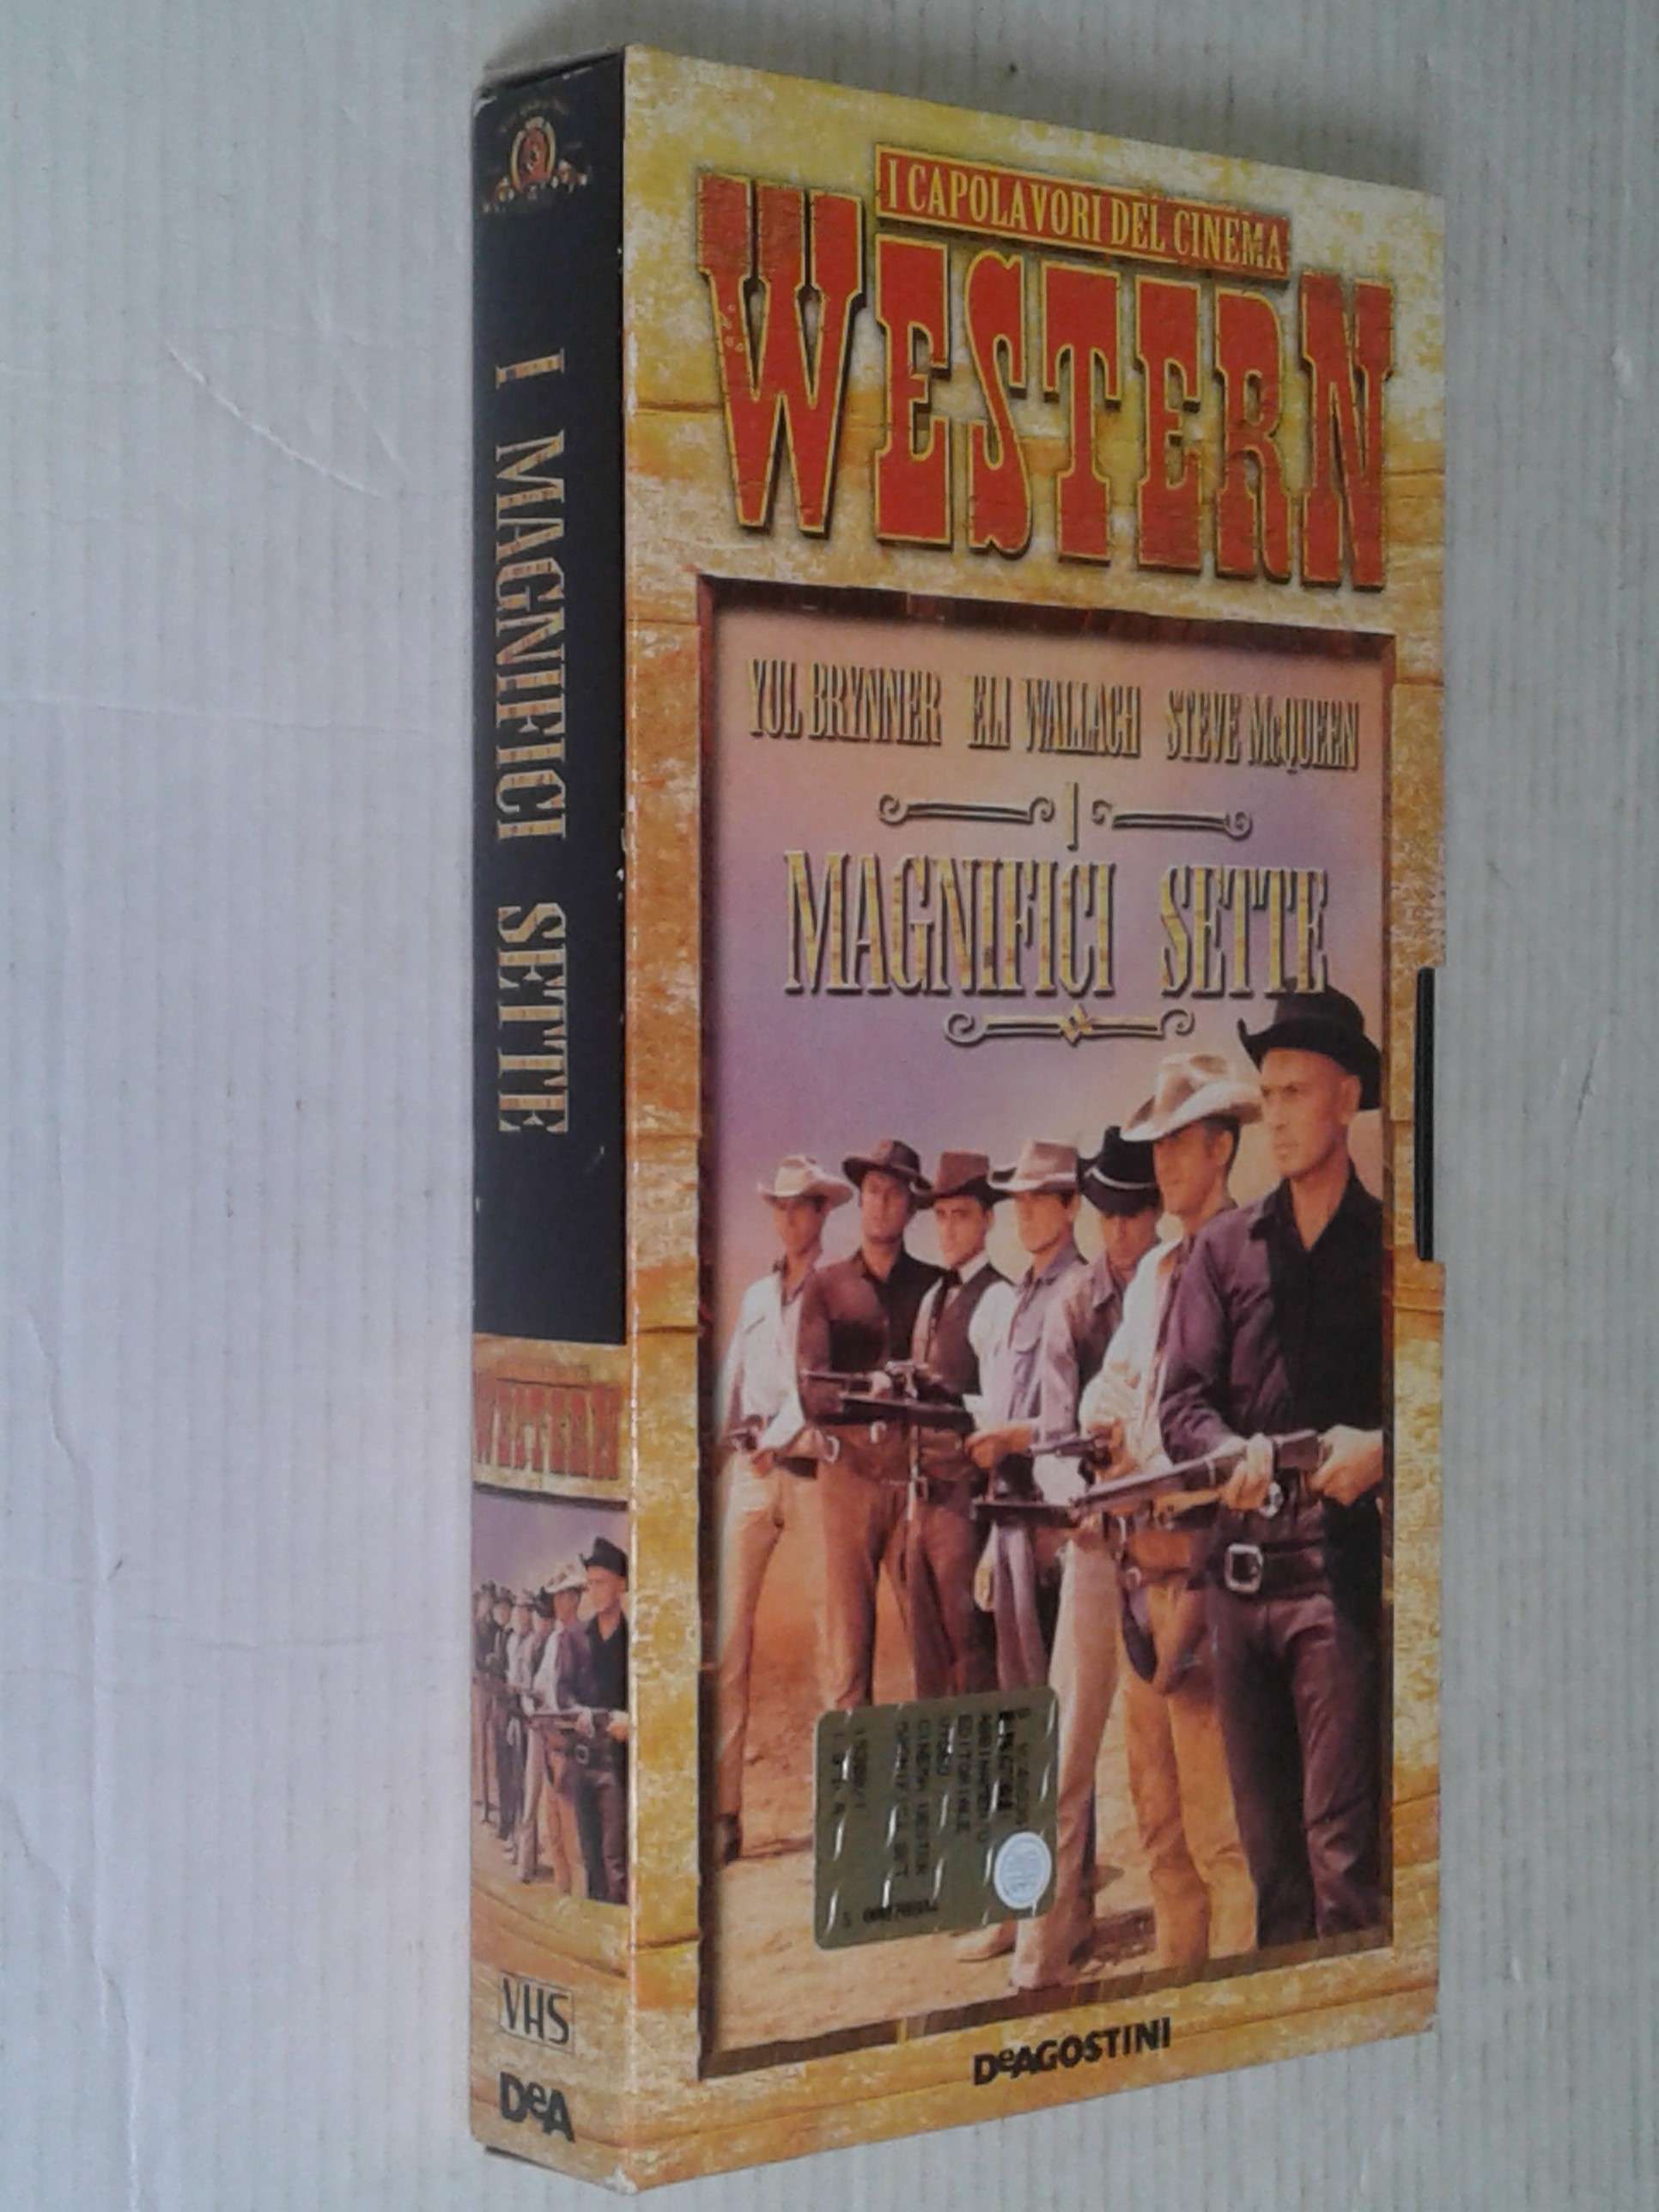 I CAPOLAVORI DEL CINEMA
WESTERN
YUL BRYNNER ELI WALLACH STEVE McQUEEN
I
MAGNIFICI SETTE
DeAGOSTINI
I MAGNIFICI SETTE
WESTERN
VHS
DeA